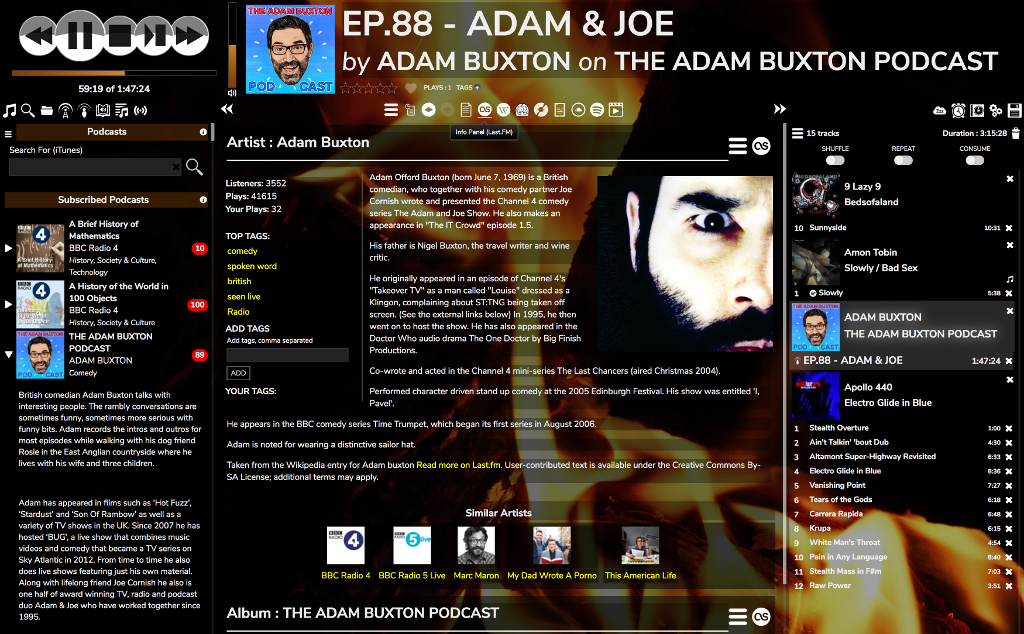 EP.88 - ADAM & JOE
by ADAM BUXTON on THE ADAM BUXTON PODCAST
PLAYS : 1 TAGS +
THE ADAM BUXTON
PODCAST
59:19 of 1:47:24
Info Panel (Last.FM)
Podcasts
Search For (iTunes)
Subscribed Podcasts
A Brief History of
Mathematics
BBC Radio 4
History, Society & Culture,
Technology
10
A History of the World in
100 Objects
BBC Radio 4
History, Society & Culture
100
THE ADAM BUXTON
PODCAST
ADAM BUXTON
Comedy
89
British comedian Adam Buxton talks with
interesting people. The rambly conversations are
sometimes funny, sometimes more serious with
funny bits. Adam records the intros and outros for
most episodes while walking with his dog friend
Rosie in the East Anglian countryside where he
lives with his wife and three children.
Adam has appeared in films such as 'Hot Fuzz',
'Stardust' and 'Son Of Rambow' as well as a
variety of TV shows in the UK. Since 2007 he has
hosted 'BUG', a live show that combines music
videos and comedy that became a TV series on
Sky Atlantic in 2012. From time to time he also
does live shows featuring just his own material.
Along with lifelong friend Joe Cornish he also is
one half of award winning TV, radio and podcast
duo Adam & Joe who have worked together since
1995.
Artist : Adam Buxton
Listeners: 3552
Plays: 41615
Your Plays: 32
TOP TAGS:
comedy
spoken word
british
seen live
Radio
ADD TAGS
Add tags, comma separated
ADD
YOUR TAGS:
Adam Offord Buxton (born June 7, 1969) is a British
comedian, who together with his comedy partner Joe
Cornish wrote and presented the Channel 4 comedy
series The Adam and Joe Show. He also makes an
appearance in "The IT Crowd" episode 1.5.
His father is Nigel Buxton, the travel writer and wine
critic.
He originally appeared in an episode of Channel 4's
"Takeover TV" as a man called "Louise" dressed as a
Klingon, complaining about ST:TNG being taken off
screen. (See the external links below) In 1995, he then
went on to host the show. He has also appeared in the
Doctor Who audio drama The One Doctor by Big Finish
Productions.
Co-wrote and acted in the Channel 4 mini-series The Last Chancers (aired Christmas 2004).
Performed character driven stand up comedy at the 2005 Edinburgh Festival. His show was entitled 'I,
Pavel'.
He appears in the BBC comedy series Time Trumpet, which began its first series in August 2006.
Adam is noted for wearing a distinctive sailor hat.
Taken from the Wikipedia entry for Adam buxton Read more on Last.fm. User-contributed text is available under the Creative Commons By-
SA License; additional terms may apply.
Similar Artists
BBC Radio 4
BBC Radio 5 Live
Marc Maron
My Dad Wrote A Porno
This American Life
Album : THE ADAM BUXTON PODCAST
15 tracks
Duration : 3:15:28
SHUFFLE
REPEAT
CONSUME
9 Lazy 9
Bedsofaland
10 Sunnyside 10:31
Amon Tobin
Slowly / Bad Sex
1 Slowly 5:38
ADAM BUXTON
THE ADAM BUXTON PODCAST
EP.88 - ADAM & JOE 1:47:24
Apollo 440
Electro Glide in Blue
1 Stealth Overture 1:00
2 Ain't Talkin' 'bout Dub 4:30
3 Altamont Super-Highway Revisited 6:33
4 Electro Glide in Blue 8:36
5 Vanishing Point 7:27
6 Tears of the Gods 6:18
7 Carrera Rapida 6:48
8 Krupa 6:15
9 White Man's Throat 4:54
10 Pain in Any Language 8:40
11 Stealth Mass in F#m 7:03
12 Raw Power 3:51